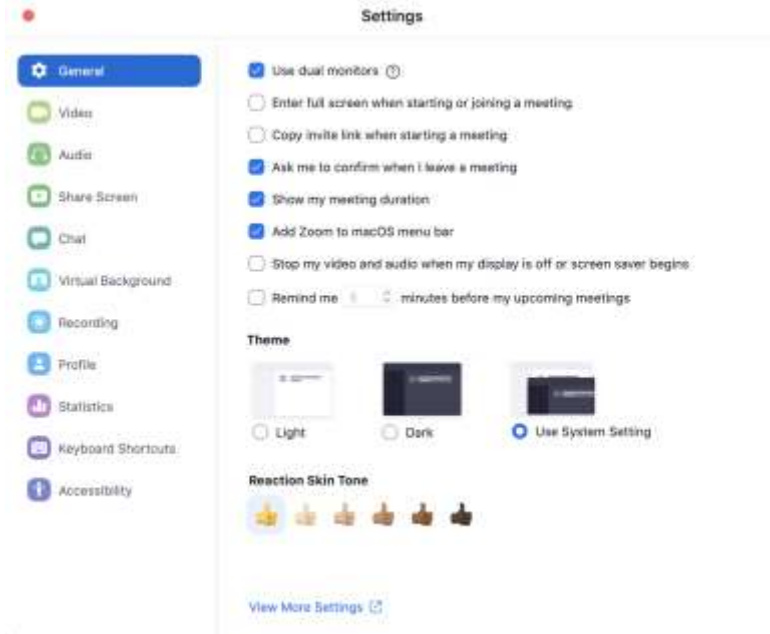 Settings
General
Video
Audio
Share Screen
Chat
Virtual Background
Recording
Profile
Statistics
Keyboard Shortcuts
Accessibility
Use dual monitors
Enter full screen when starting or joining a meeting
Copy invite link when starting a meeting
Ask me to confirm when I leave a meeting
Show my meeting duration
Add Zoom to macOS menu bar
Stop my video and audio when my display is off or screen saver begins
Remind me minutes before my upcoming meetings
Theme
Light Dark Use System Setting
Reaction Skin Tone
View More Settings